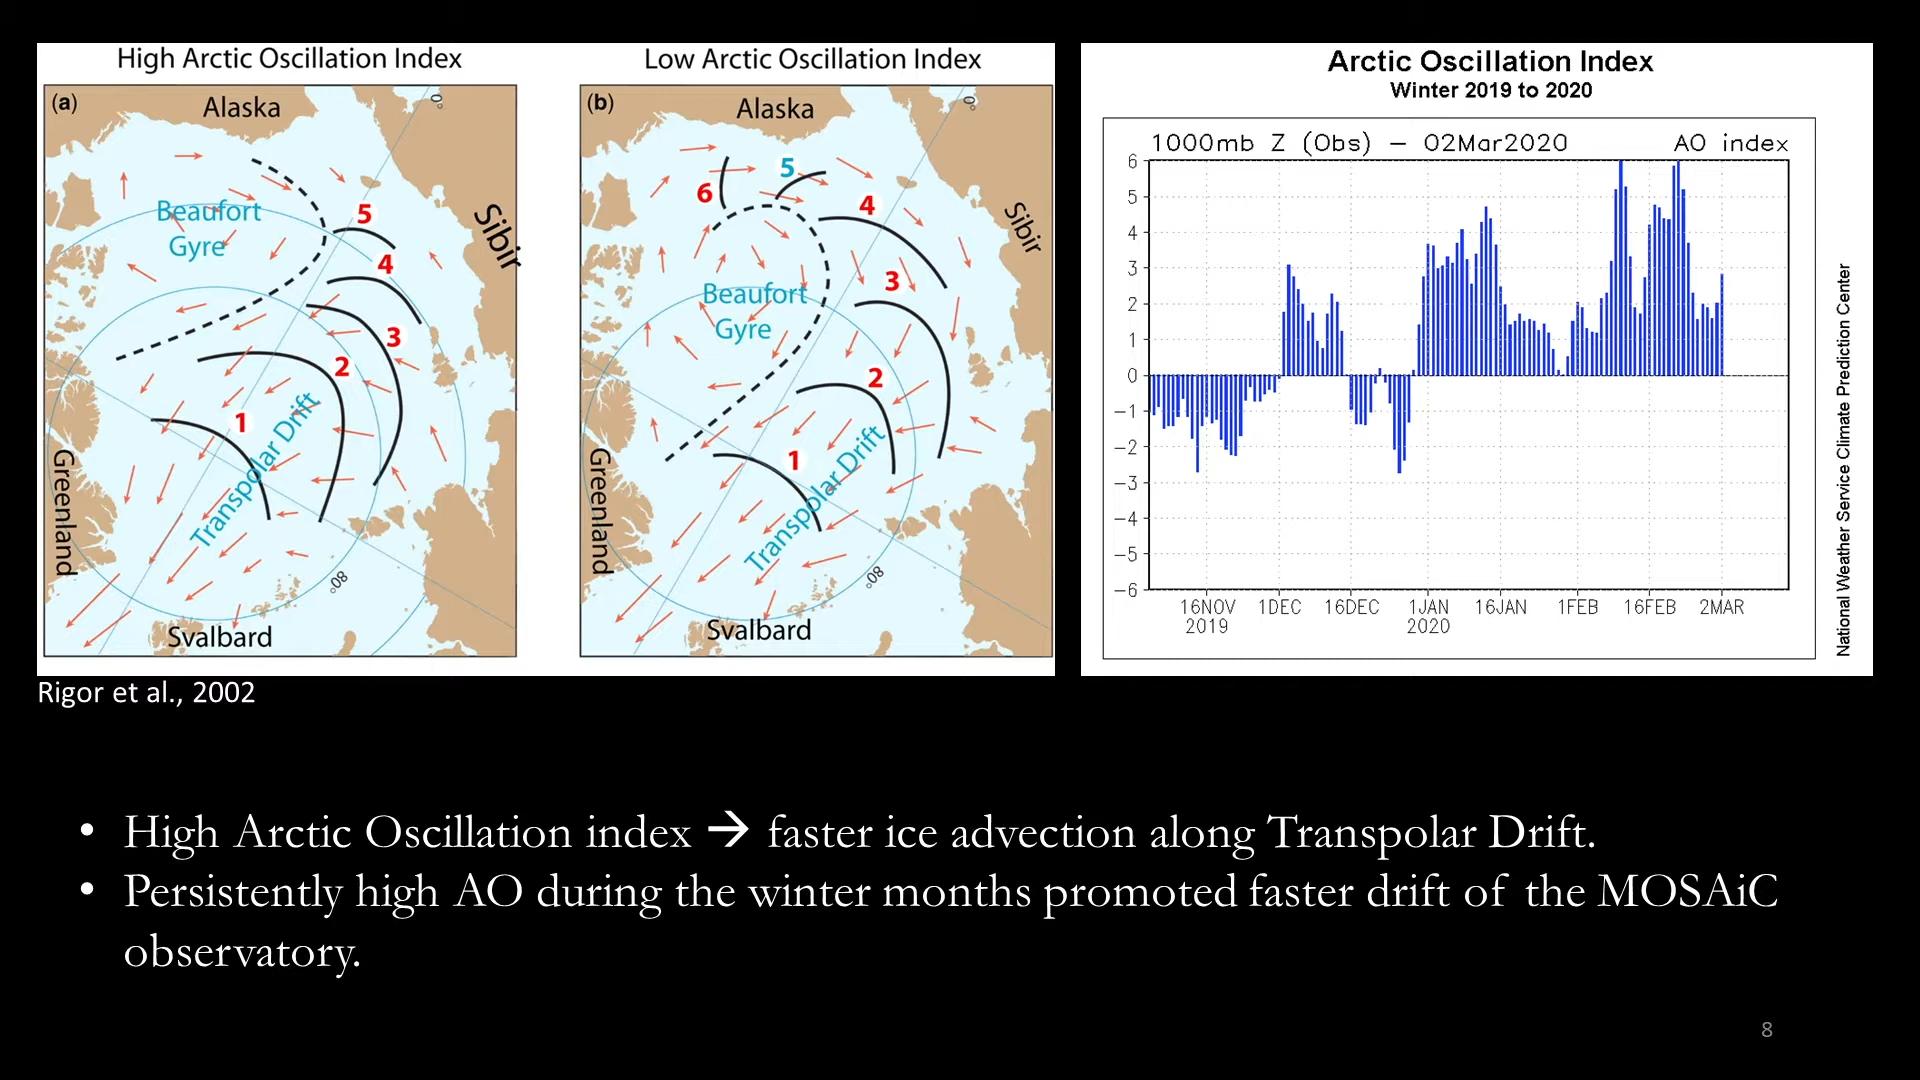 High Arctic Oscillation Index
(a)
Alaska
0°
Beaufort
Gyre
Sibir
5
4
3
2
1
Transpolar Drift
Greenland
80°
Svalbard
Low Arctic Oscillation Index
(b)
Alaska
0°
6
5
4
3
Sibir
Beaufort
Gyre
2
1
Transpolar Drift
Greenland
80°
Svalbard
Rigor et al., 2002
Arctic Oscillation Index
Winter 2019 to 2020
1000mb Z (Obs) – 02Mar2020 AO index
6
5
4
3
2
1
0
−1
−2
−3
−4
−5
−6
16NOV 1DEC 16DEC 1JAN 16JAN 1FEB 16FEB 2MAR
2019 2020
National Weather Service Climate Prediction Center
• High Arctic Oscillation index → faster ice advection along Transpolar Drift.
• Persistently high AO during the winter months promoted faster drift of the MOSAiC
observatory.
8